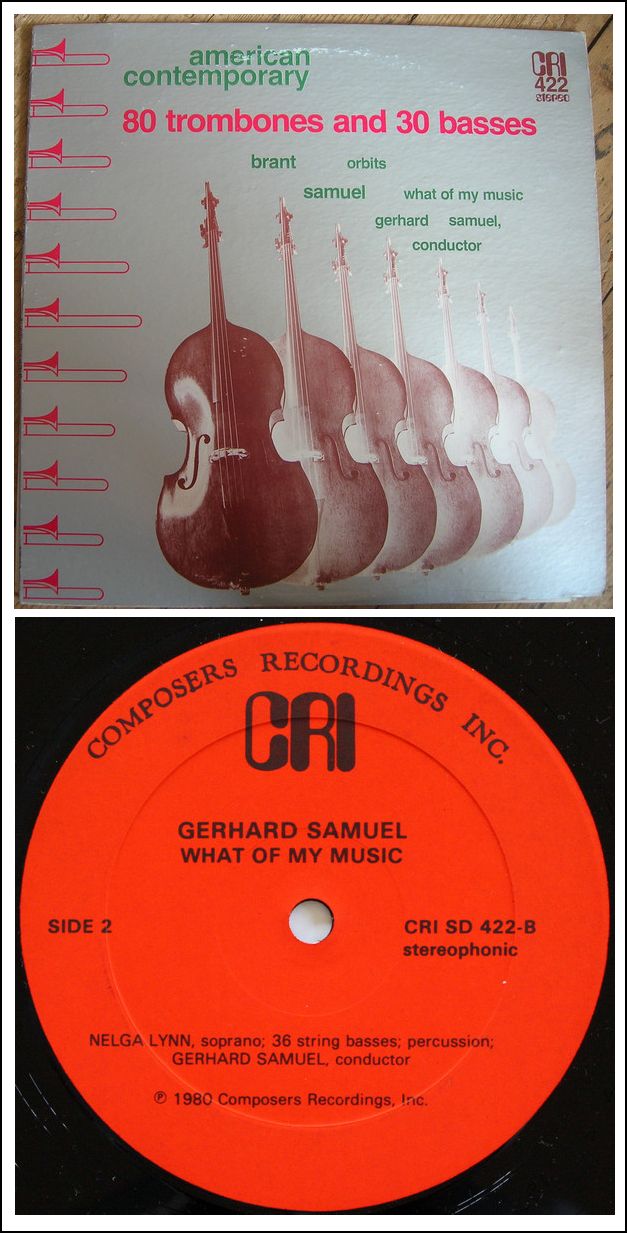 american
contemporary
CRI
422
STEREO
80 trombones and 30 basses
brant orbits
samuel what of my music
gerhard samuel,
conductor
COMPOSERS RECORDINGS INC.
CRI
GERHARD SAMUEL
WHAT OF MY MUSIC
SIDE 2
CRI SD 422-B
stereophonic
NELGA LYNN, soprano; 36 string basses; percussion;
GERHARD SAMUEL, conductor
℗ 1980 Composers Recordings, Inc.